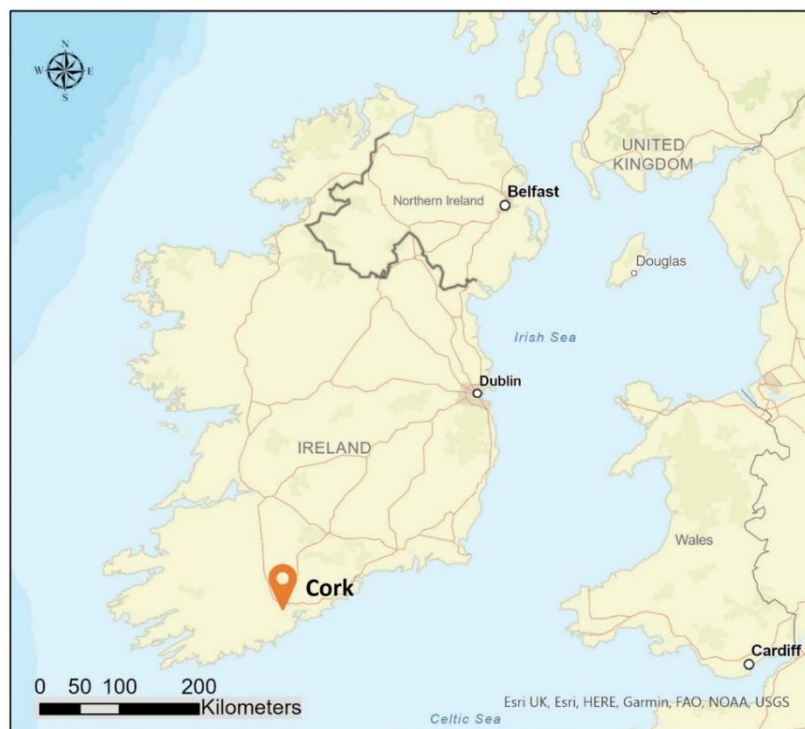 N
W E
S
UNITED
KINGDOM
Northern Ireland
Belfast
Douglas
Irish Sea
Dublin
IRELAND
Wales
Cork
Cardiff
0 50 100 200
Kilometers
Esri UK, Esri, HERE, Garmin, FAO, NOAA, USGS
Celtic Sea